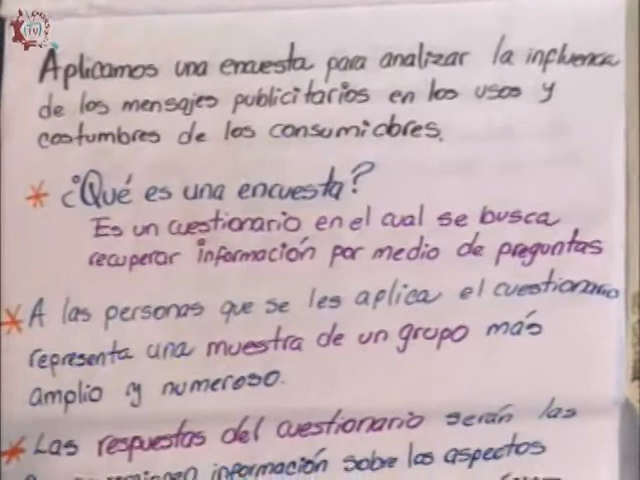 Aplicamos una encuesta para analizar la influencia
de los mensajes publicitarios en los usos y
costumbres de los consumidores.
* ¿Qué es una encuesta?
Es un cuestionario en el cual se busca
recuperar información por medio de preguntas
* A las personas que se les aplica el cuestionario
representa una muestra de un grupo más
amplio y numeroso.
* Las respuestas del cuestionario serán las
información sobre los aspectos